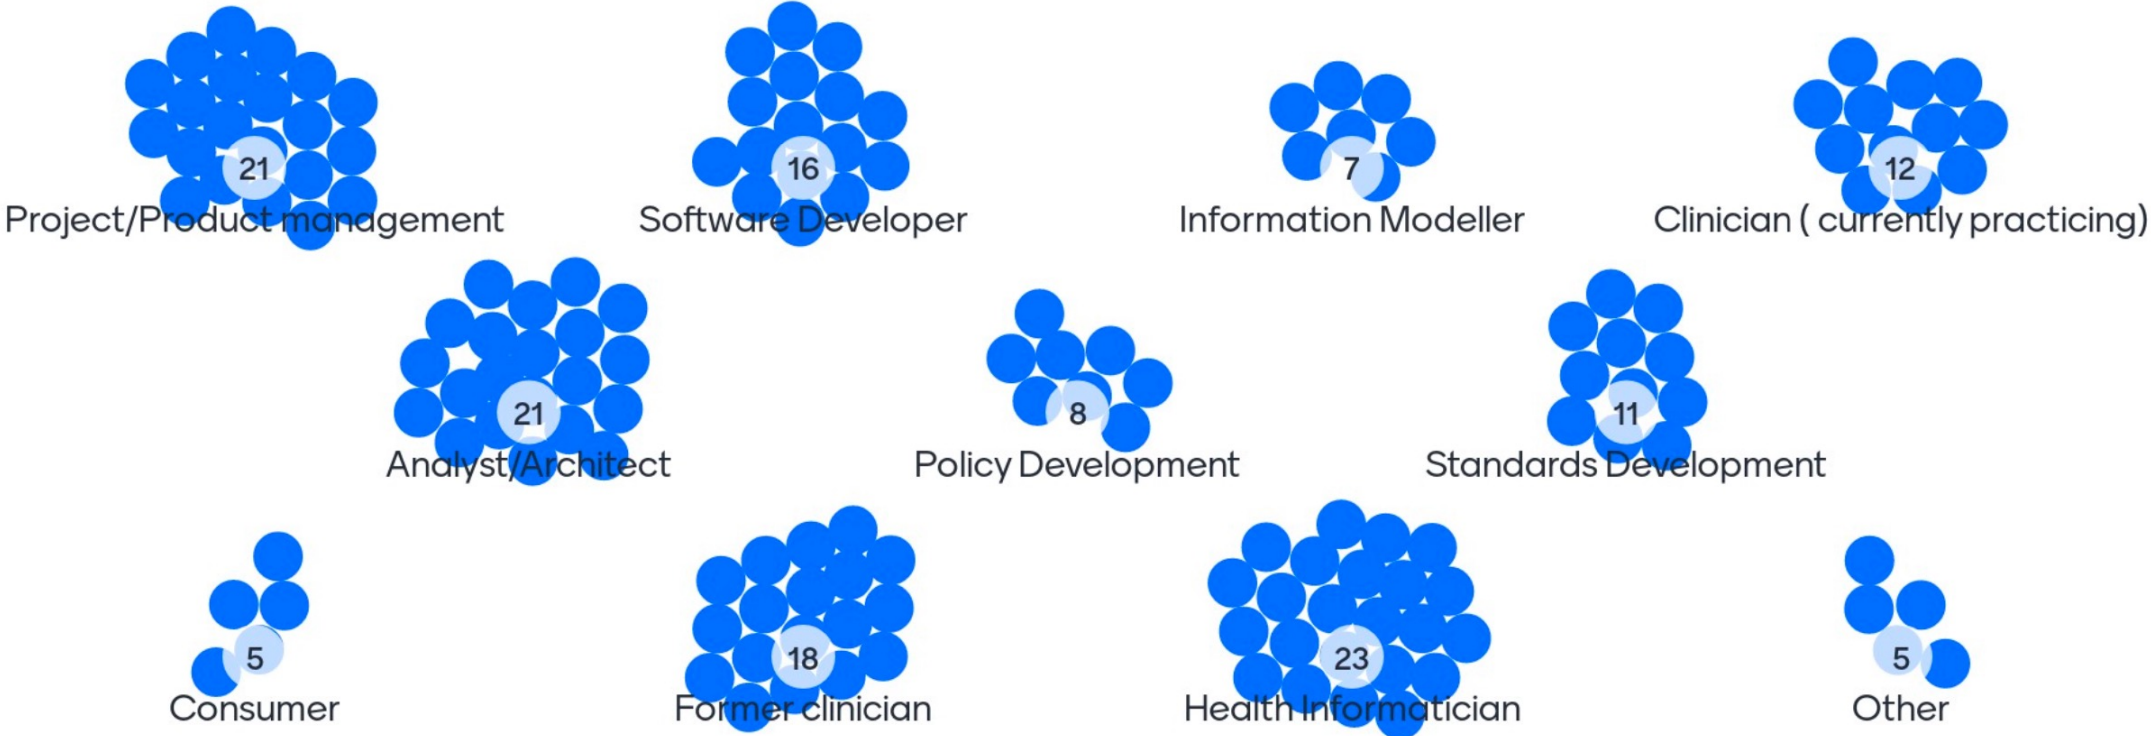 21
Project/Product management
16
Software Developer
7
Information Modeller
12
Clinician ( currently practicing)
21
Analyst/Architect
8
Policy Development
11
Standards Development
5
Consumer
18
Former clinician
23
Health Informatician
5
Other